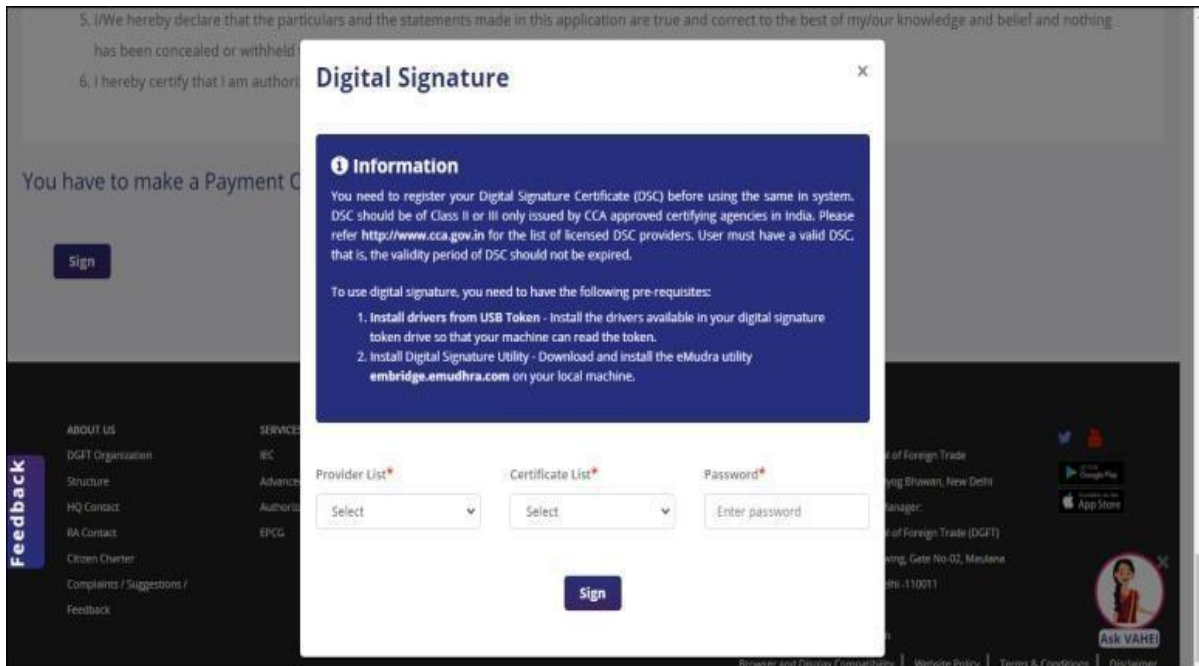 5. I/We hereby declare that the particulars and the statements made in this application are true and correct to the best of my/our knowledge and belief and nothing
has been concealed or withheld
6. I hereby certify that I am authori
You have to make a Payment
Sign
Digital Signature
×
Information
You need to register your Digital Signature Certificate (DSC) before using the same in system.
DSC should be of Class II or III only issued by CCA approved certifying agencies in India. Please
refer http://www.cca.gov.in for the list of licensed DSC providers. User must have a valid DSC,
that is, the validity period of DSC should not be expired.
To use digital signature, you need to have the following pre-requisites:
1. Install drivers from USB Token - Install the drivers available in your digital signature
token drive so that your machine can read the token.
2. Install Digital Signature Utility - Download and install the eMudra utility
embridge.emudhra.com on your local machine.
Provider List*
Certificate List*
Password*
Select
Select
Enter password
Sign
Feedback
ABOUT US
DGFT Organization
Structure
HQ Contact
RA Contact
Citizen Charter
Complaints / Suggestions /
Feedback
SERVICES
IEC
Advance
Authoriz
EPCG
of Foreign Trade
yog Bhawan, New Delhi
Manager:
of Foreign Trade (DGFT)
wing, Gate No-02, Maulana
elhi -110011
Google Play
App Store
Ask VAHEI
Browser and Display Compatibility | Website Policy | Terms & Conditions | Disclaimer